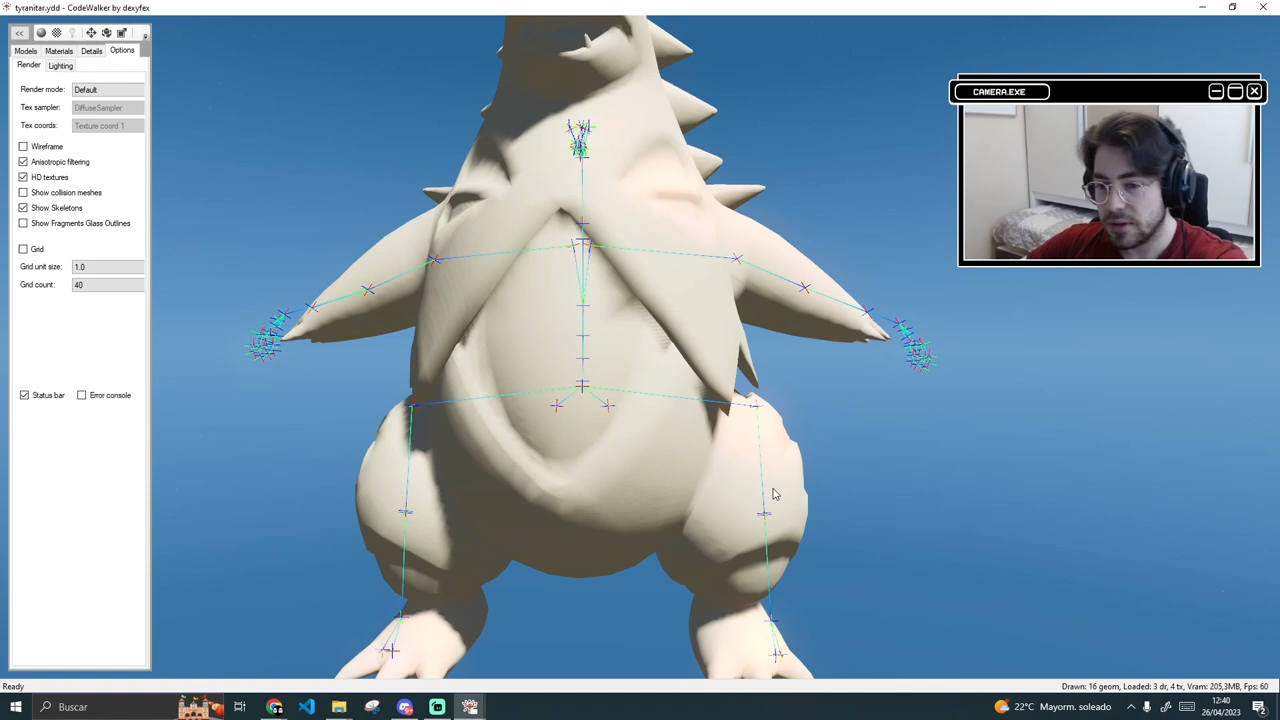 tyranitar.ydd - CodeWalker by dexyfex
<<
Models Materials Details Options
Render Lighting
Render mode: Default
Tex sampler: DiffuseSampler
Tex coords: Texture coord 1
Wireframe
Anisotropic filtering
HD textures
Show collision meshes
Show Skeletons
Show Fragments Glass Outlines
Grid
Grid unit size: 1.0
Grid count: 40
Status bar Error console
CAMERA.EXE
Ready
Drawn: 16 geom, Loaded: 3 dr, 4 tx, Vram: 205,3MB, Fps: 60
Buscar
22°C Mayorm. soleado
12:40
26/04/2023
2